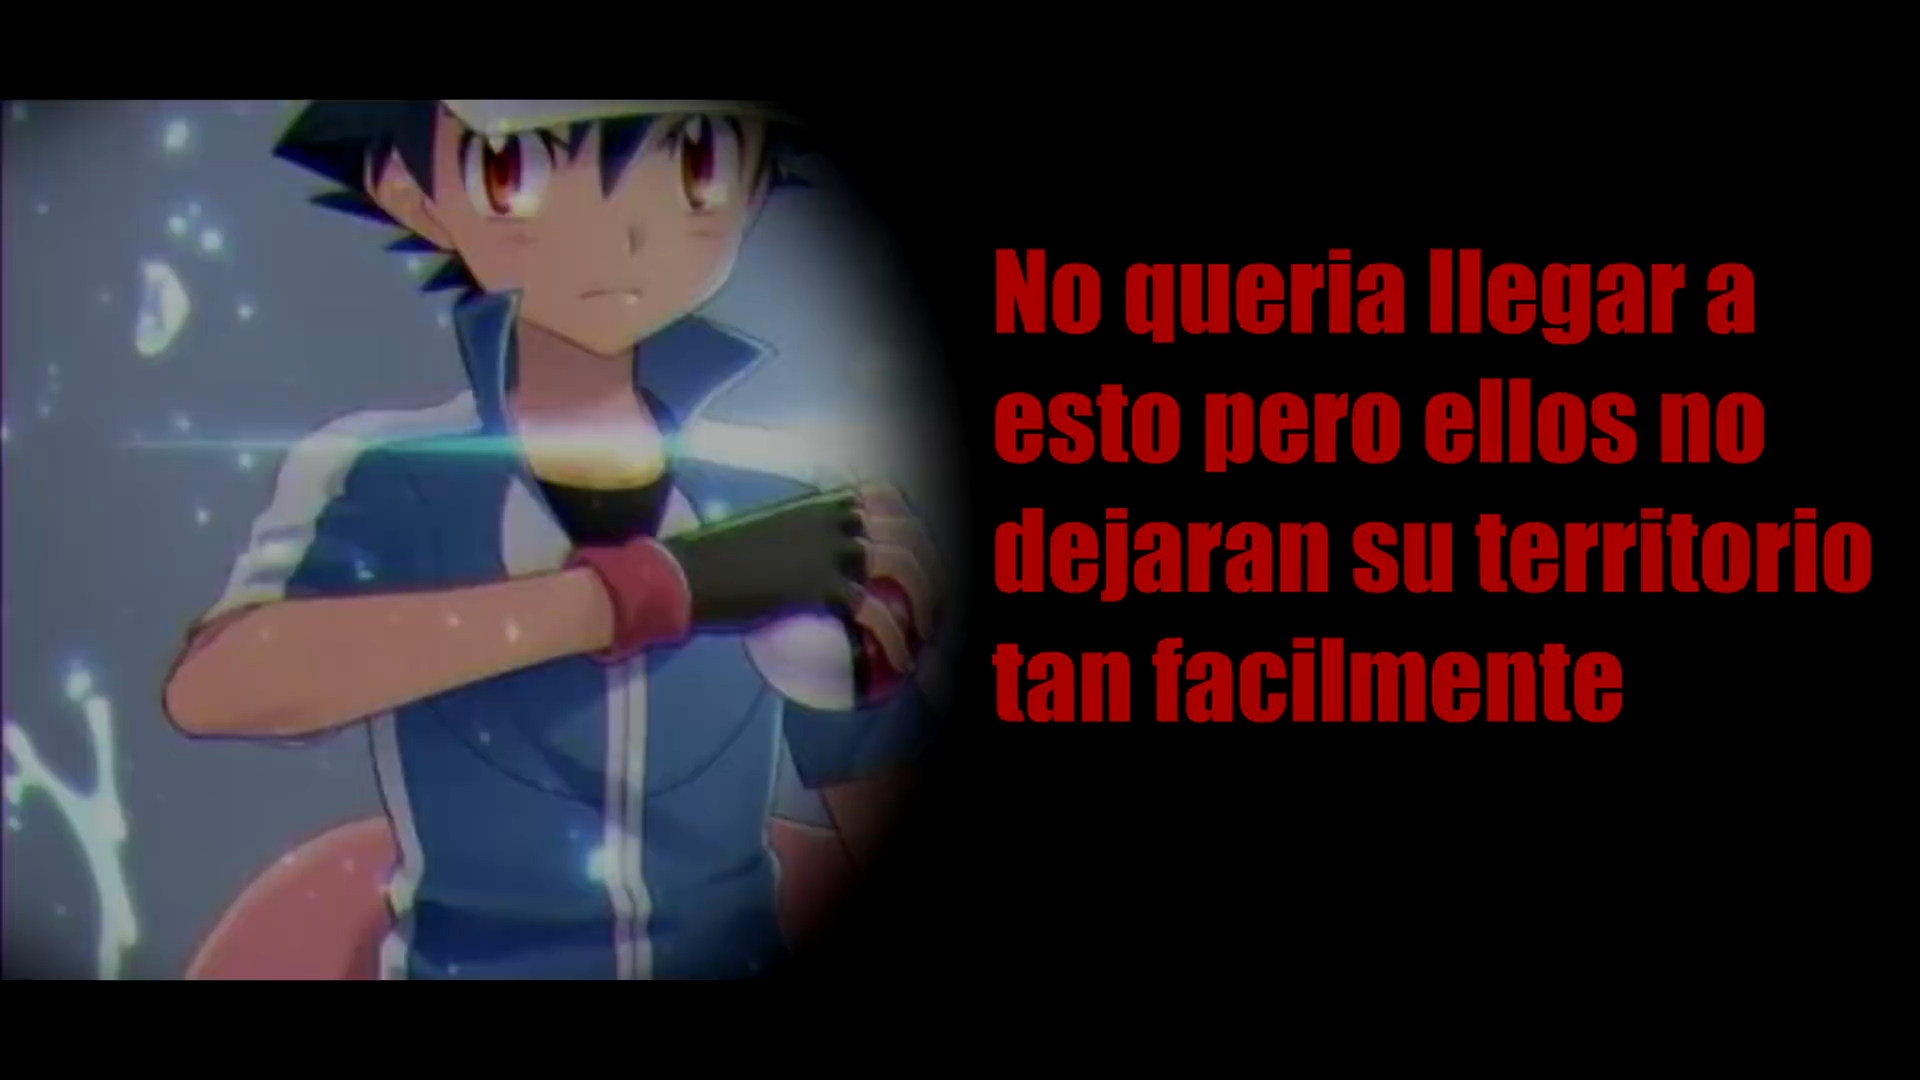 No queria llegar a
esto pero ellos no
dejaran su territorio
tan facilmente